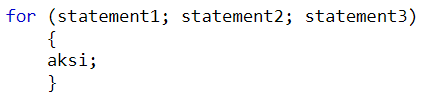 for (statement1; statement2; statement3)
{
aksi;
}